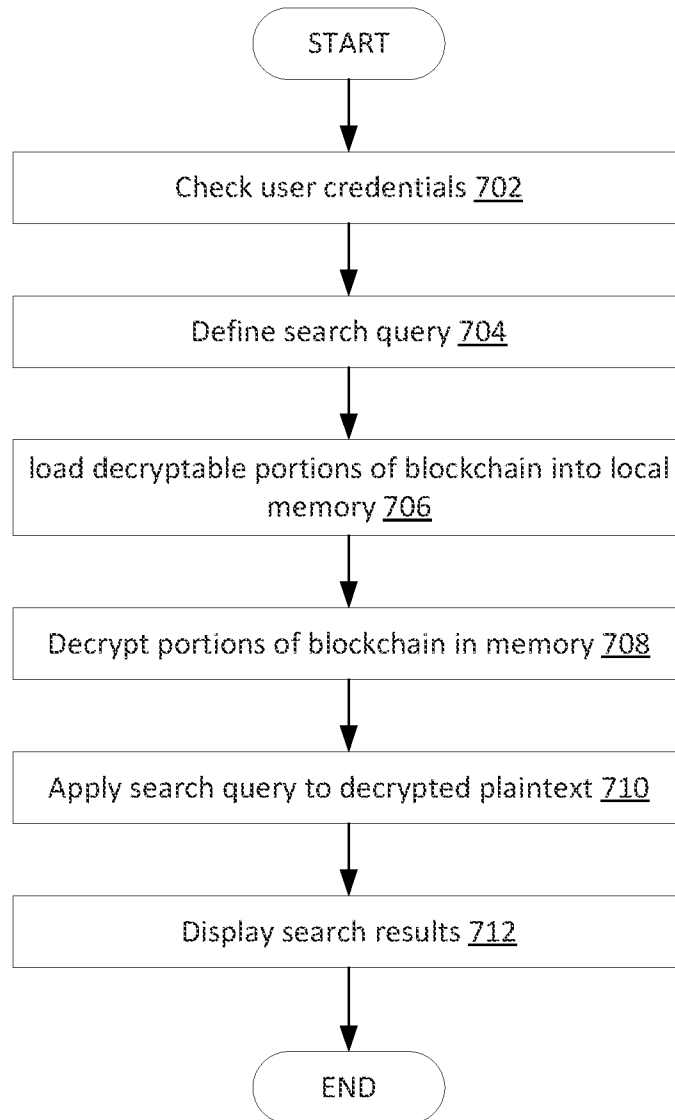 START
Check user credentials 702
Define search query 704
load decryptable portions of blockchain into local
memory 706
Decrypt portions of blockchain in memory 708
Apply search query to decrypted plaintext 710
Display search results 712
END